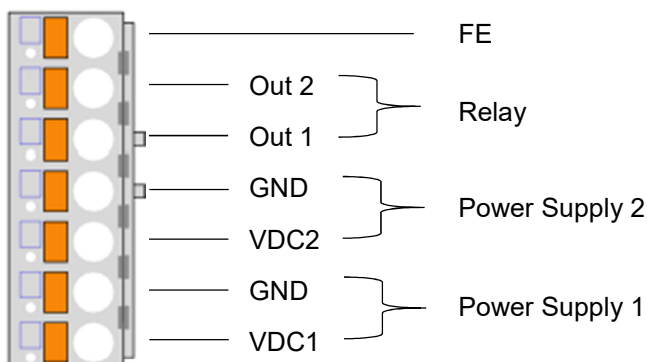 FE
Out 2
Out 1
Relay
GND
VDC2
Power Supply 2
GND
VDC1
Power Supply 1